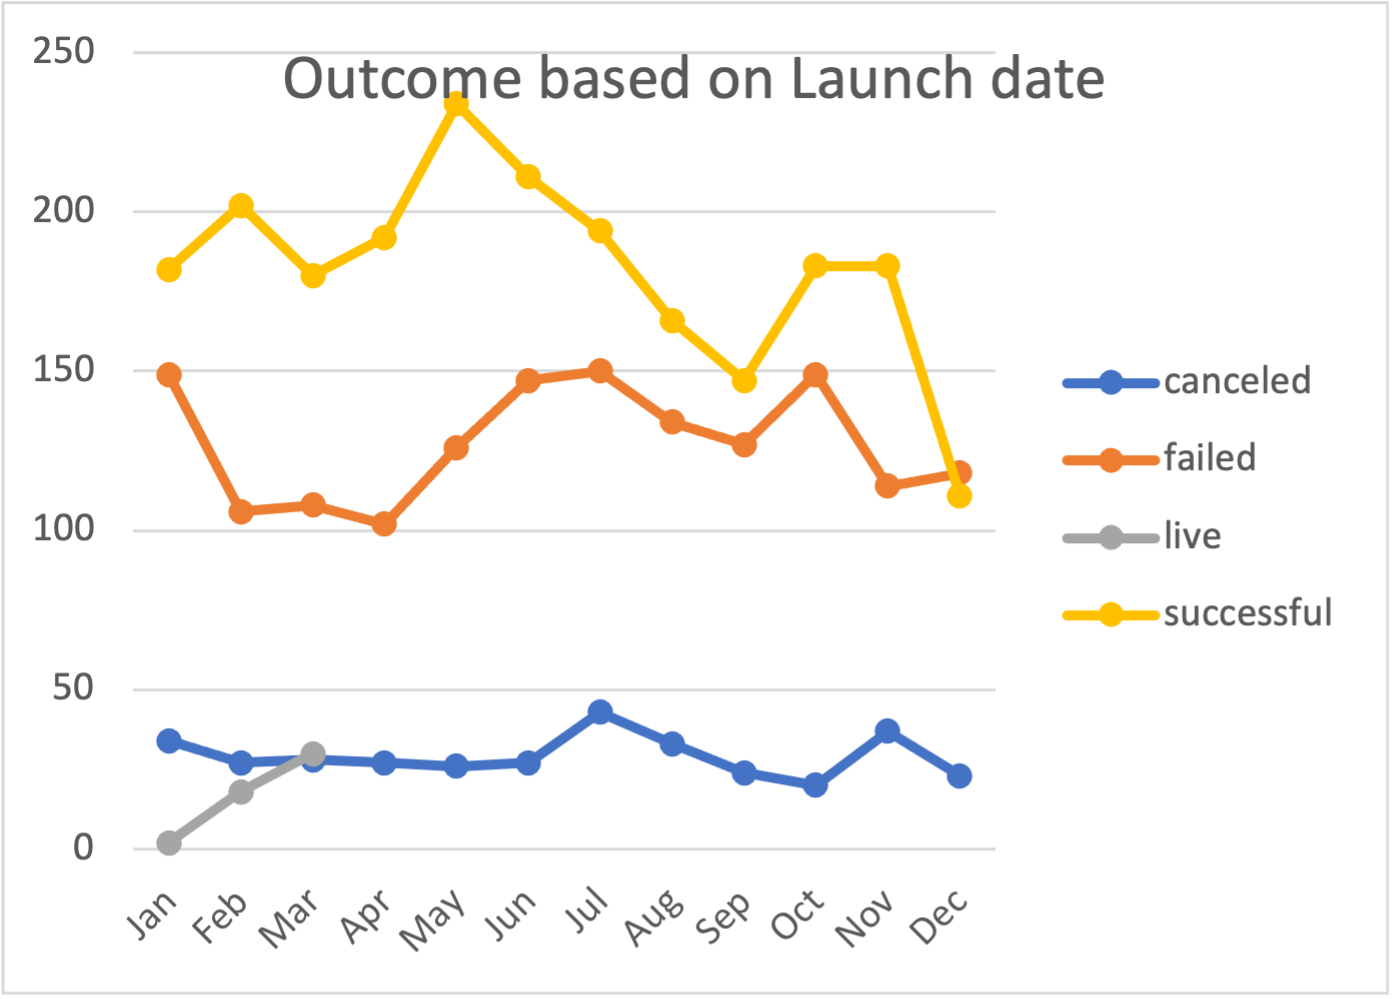 Outcome based on Launch date
250
200
150
100
50
0
Jan Feb Mar Apr May Jun Jul Aug Sep Oct Nov Dec
canceled
failed
live
successful